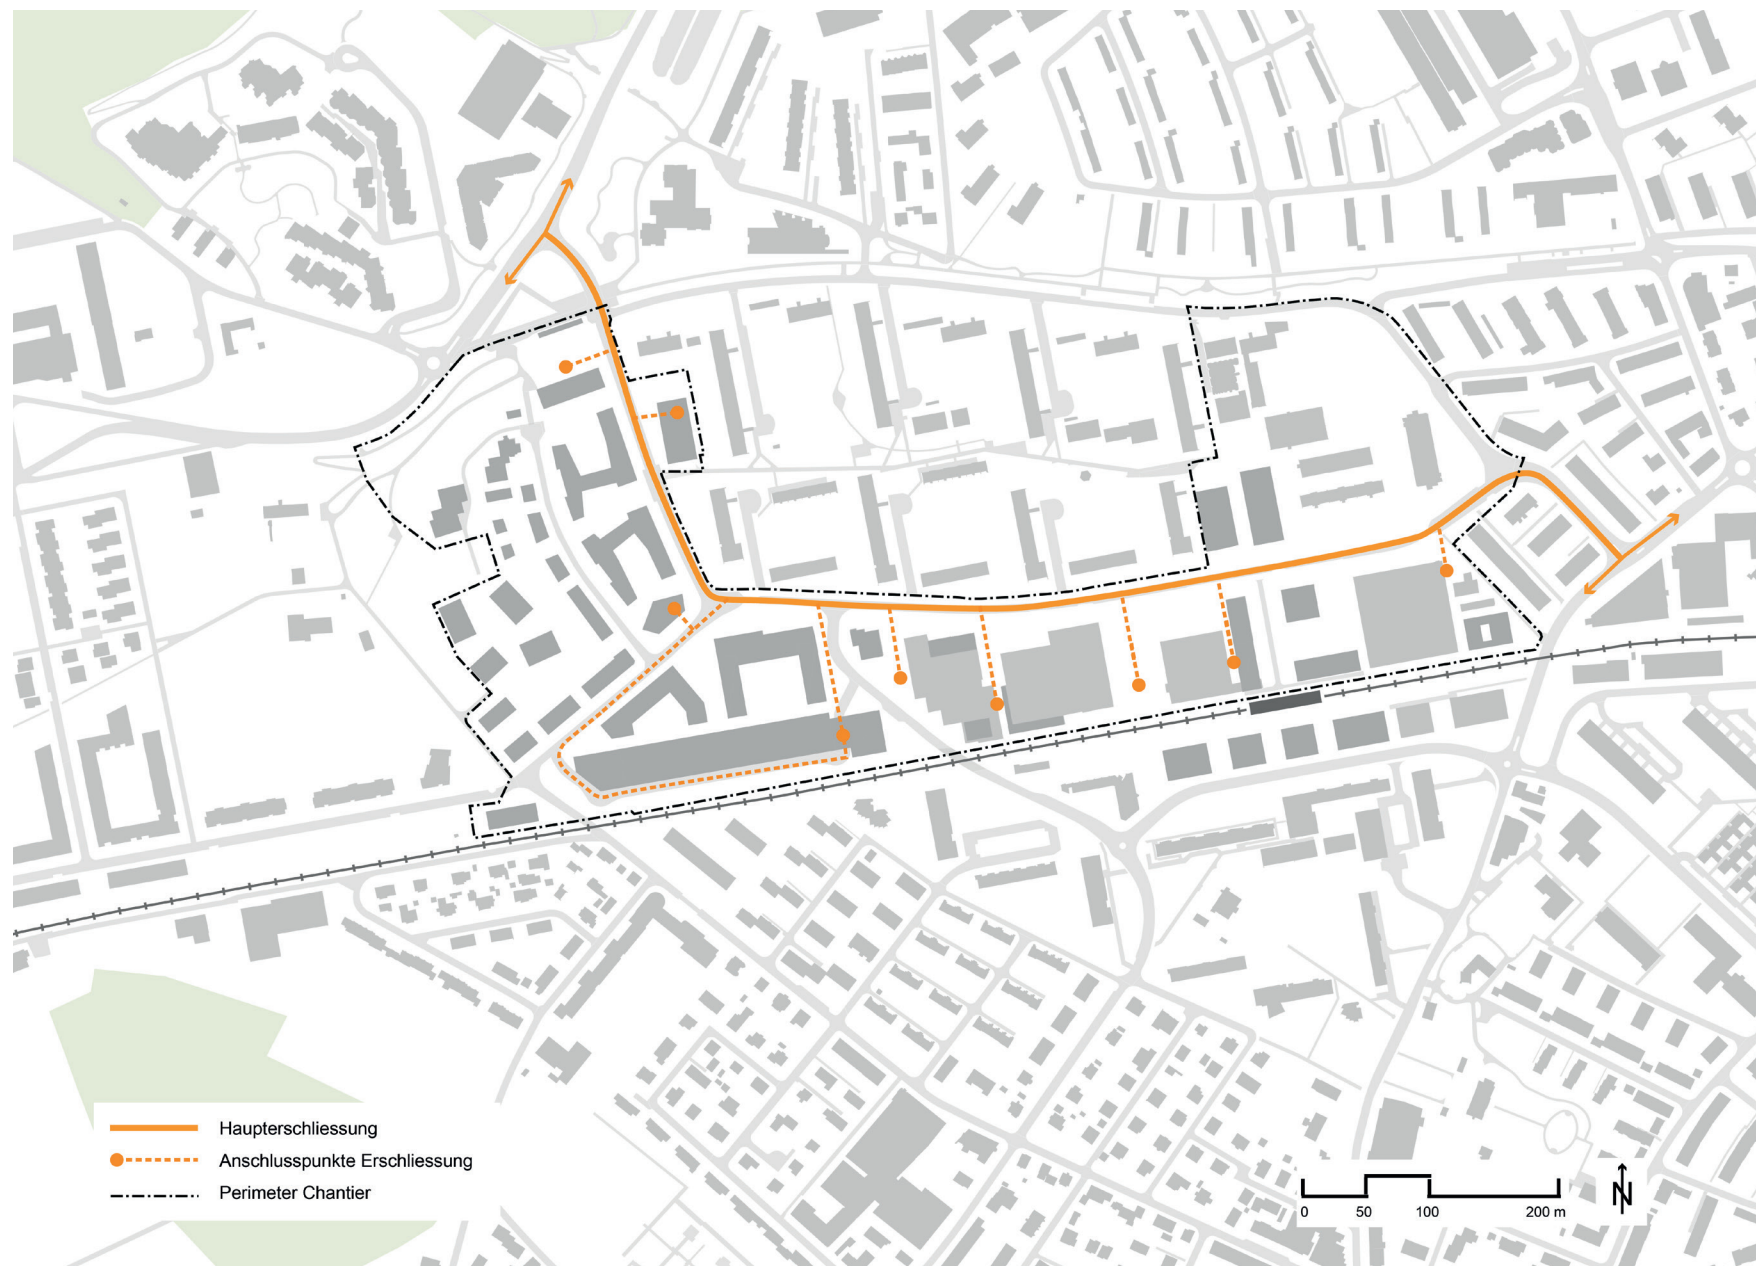 Haupterschliessung
Anschlusspunkte Erschliessung
Perimeter Chantier
0 50 100 200 m
N